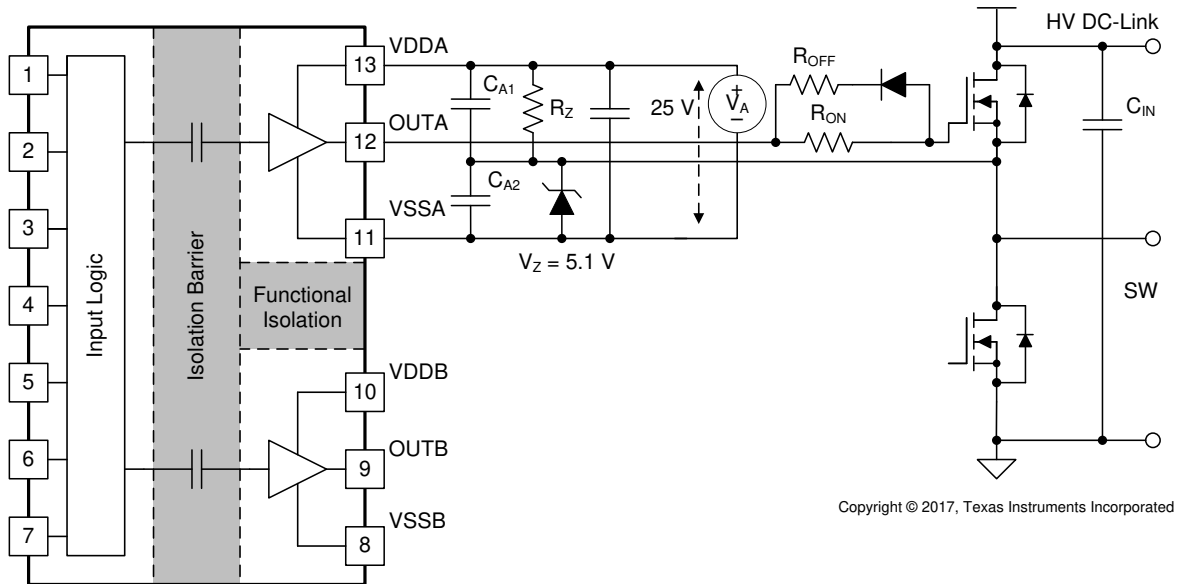 HV DC-Link
VDDA
1
13
R_OFF
C_A1
R_Z
25 V
+
V_A
−
R_ON
C_IN
OUTA
2
12
C_A2
VSSA
3
11
V_Z = 5.1 V
Input Logic
Isolation Barrier
Functional
Isolation
SW
4
VDDB
5
10
OUTB
6
9
VSSB
7
8
Copyright © 2017, Texas Instruments Incorporated